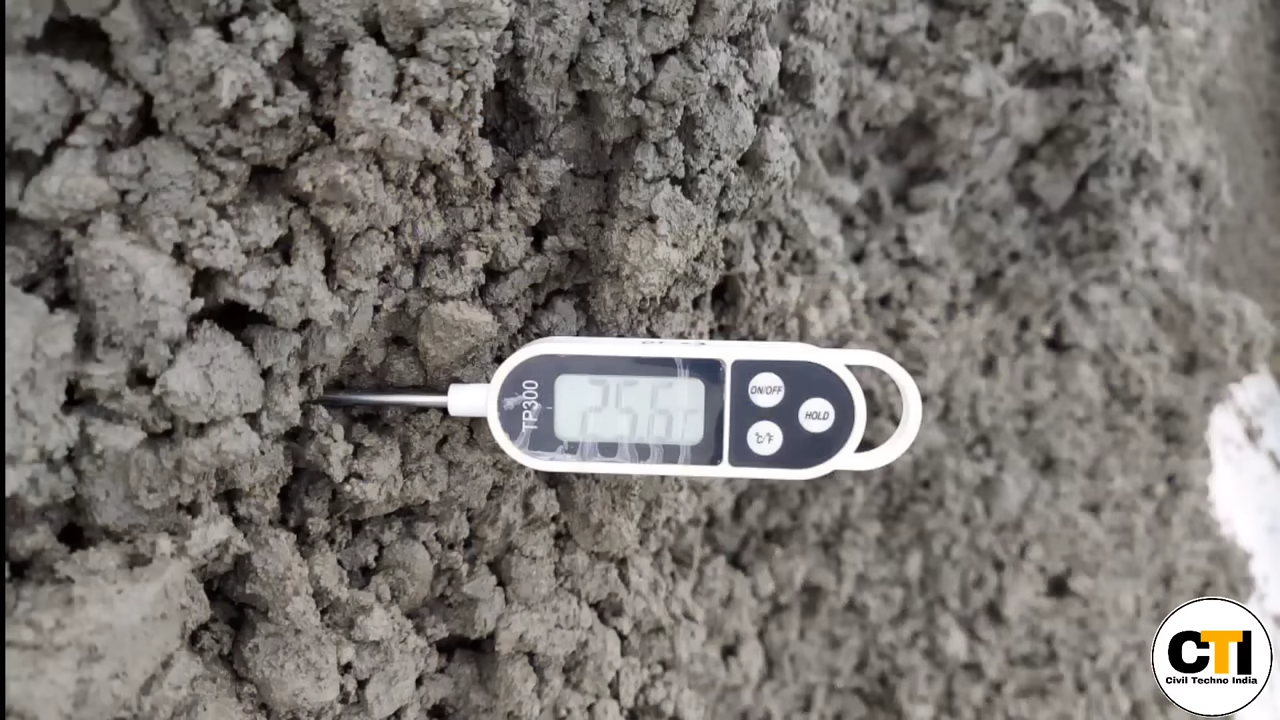 TP300
25.6
ON/OFF
HOLD
°C/°F
CTI
Civil Techno India